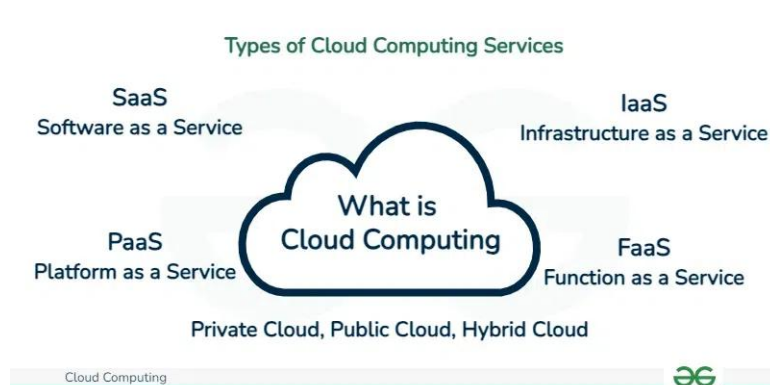 Types of Cloud Computing Services
SaaS
Software as a Service
IaaS
Infrastructure as a Service
What is
Cloud Computing
PaaS
Platform as a Service
FaaS
Function as a Service
Private Cloud, Public Cloud, Hybrid Cloud
Cloud Computing